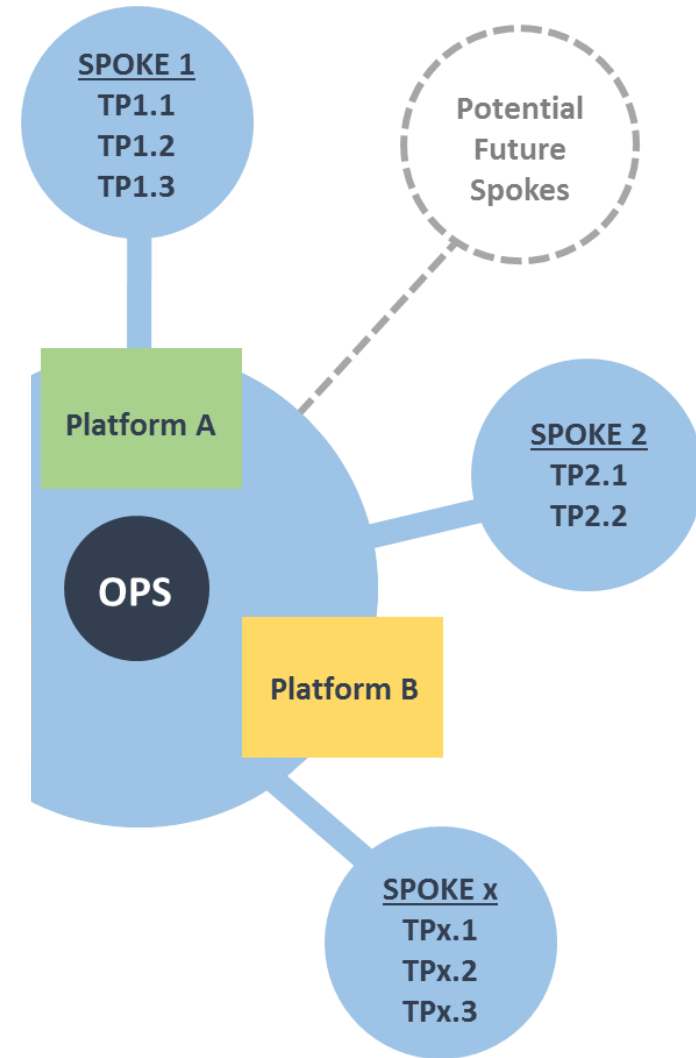 SPOKE 1
TP1.1
TP1.2
TP1.3
Potential
Future
Spokes
Platform A
SPOKE 2
TP2.1
TP2.2
OPS
Platform B
SPOKE x
TPx.1
TPx.2
TPx.3